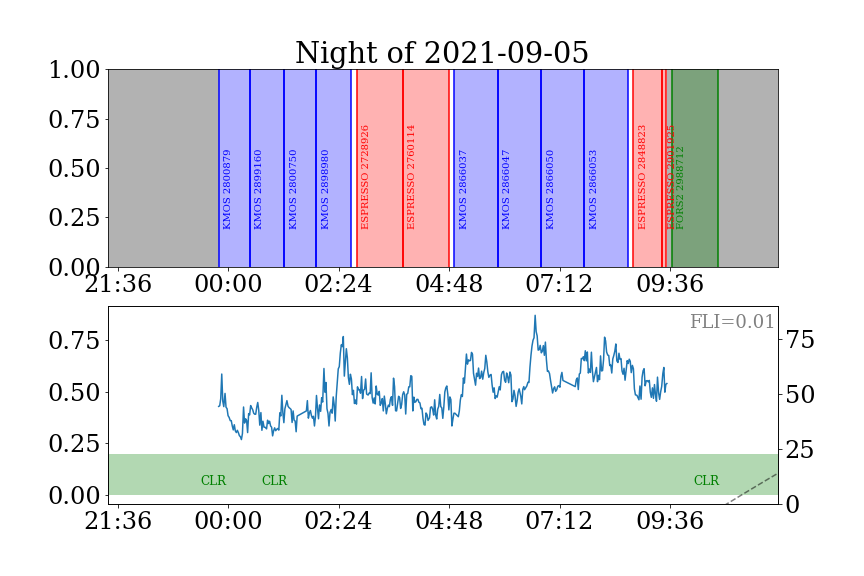 Night of 2021-09-05
1.00
0.75
0.50
0.25
0.00
KMOS 2800879
KMOS 2899160
KMOS 2800750
KMOS 2898980
ESPRESSO 2728926
ESPRESSO 2760114
KMOS 2866037
KMOS 2866047
KMOS 2866050
KMOS 2866053
ESPRESSO 2848823
ESPRESSO 2901925
FORS2 2988712
21:36 00:00 02:24 04:48 07:12 09:36
FLI=0.01
0.75
0.50
0.25
0.00
75
50
25
0
CLR CLR CLR
21:36 00:00 02:24 04:48 07:12 09:36